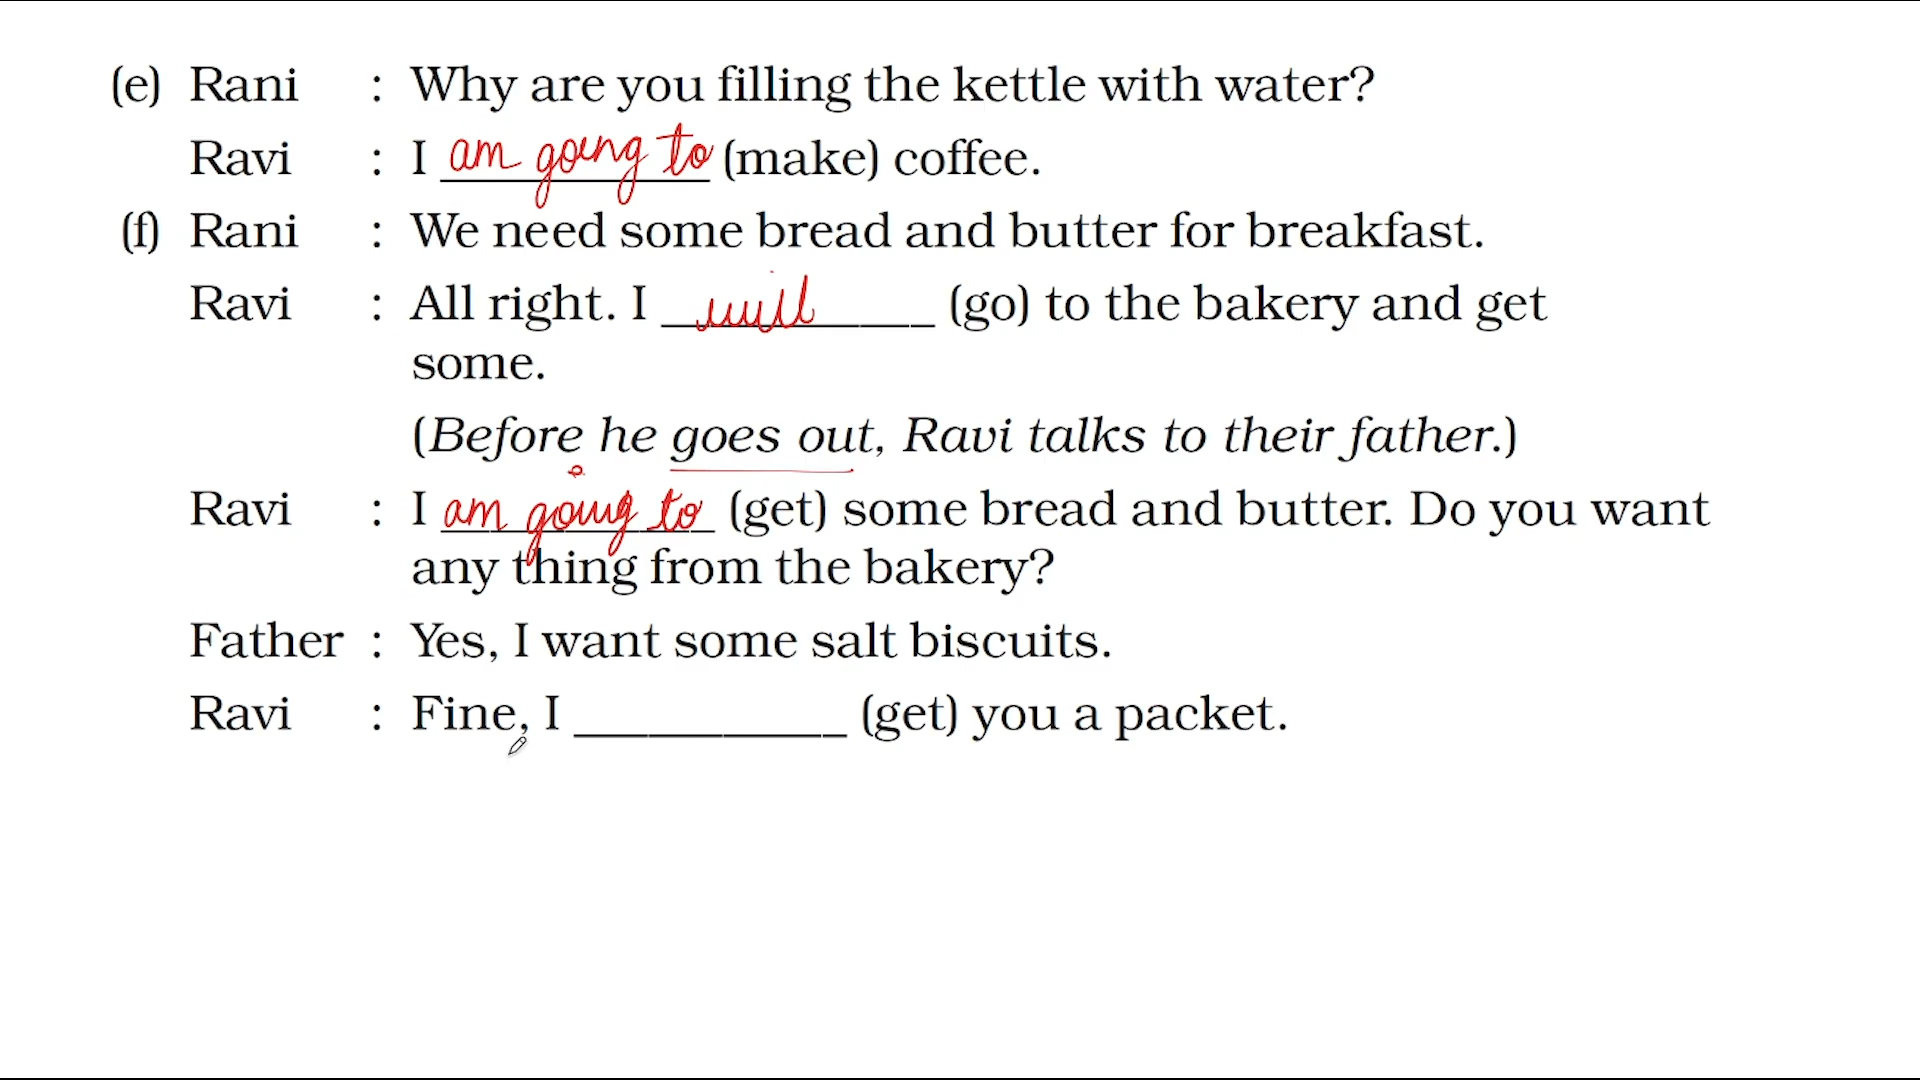 (e) Rani : Why are you filling the kettle with water?
Ravi : I am going to (make) coffee.
(f) Rani : We need some bread and butter for breakfast.
Ravi : All right. I will (go) to the bakery and get
some.
(Before he goes out, Ravi talks to their father.)
Ravi : I am going to (get) some bread and butter. Do you want
any thing from the bakery?
Father : Yes, I want some salt biscuits.
Ravi : Fine, I __________ (get) you a packet.